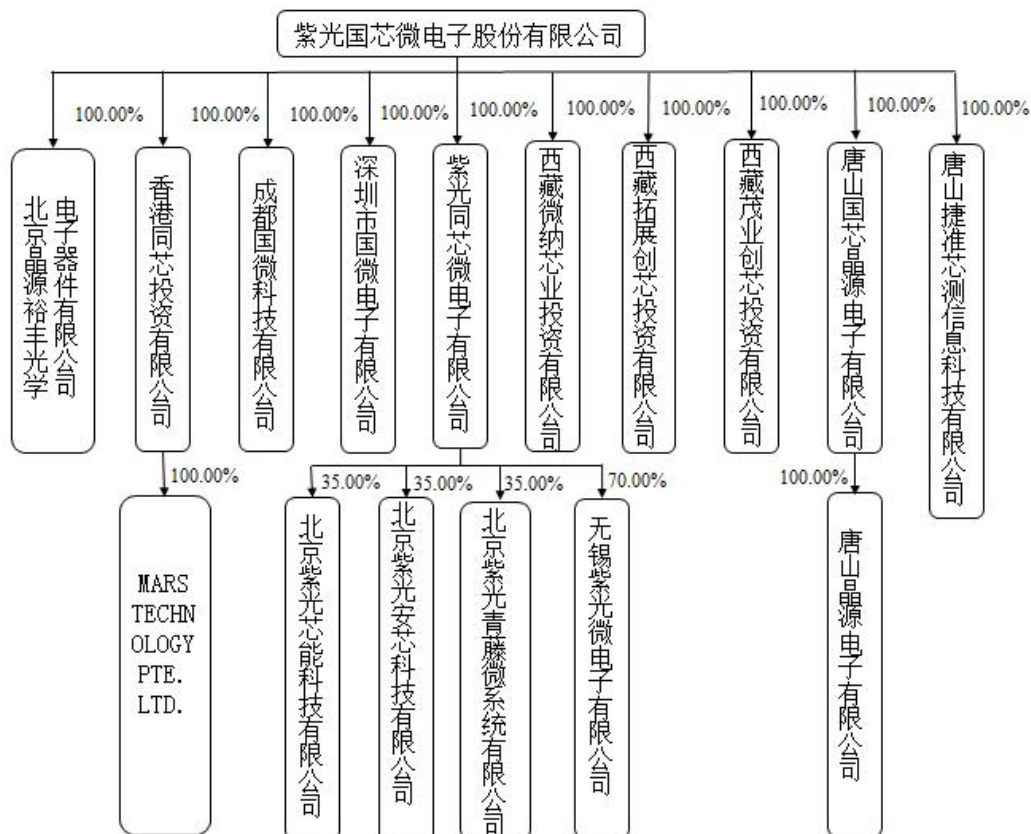 紫光国芯微电子股份有限公司
100.00%
100.00%
100.00%
100.00%
100.00%
100.00%
100.00%
100.00%
100.00%
100.00%
北京晶源裕丰光学
电子器件有限公司
香港同芯投资有限公司
成都国微科技有限公司
深圳市国微电子有限公司
紫光同芯微电子有限公司
西藏微纳芯业投资有限公司
西藏拓展创芯投资有限公司
西藏茂业创芯投资有限公司
唐山国芯晶源电子有限公司
唐山捷准芯测信息科技有限公司
100.00%
35.00%
35.00%
35.00%
70.00%
100.00%
MARS
TECHN
OLOGY
PTE.
LTD.
北京紫光芯能科技有限公司
北京紫光安芯科技有限公司
北京紫光青藤微系统有限公司
无锡紫光微电子有限公司
唐山晶源电子有限公司